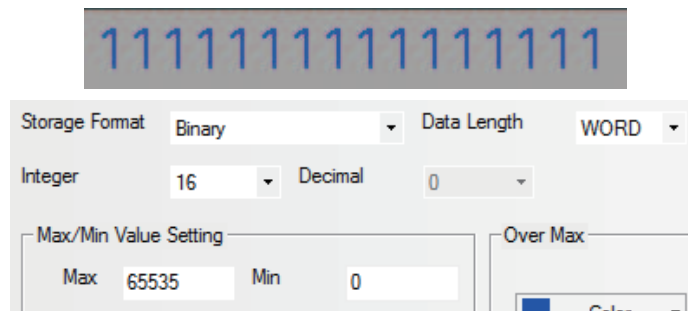 1111111111111111
Storage Format Binary Data Length WORD
Integer 16 Decimal 0
Max/Min Value Setting Over Max
Max 65535 Min 0
Color